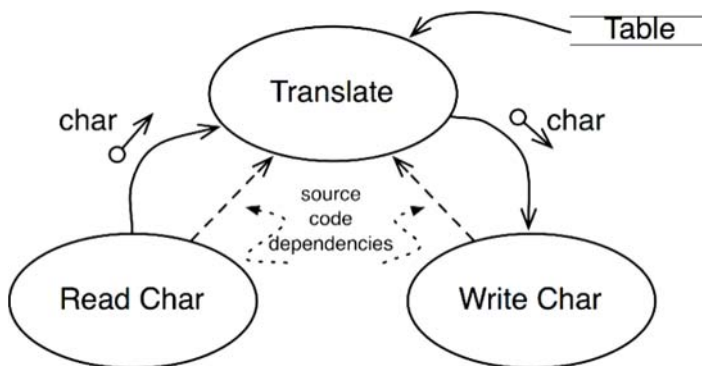 Table
Translate
char
char
source
code
dependencies
Read Char
Write Char